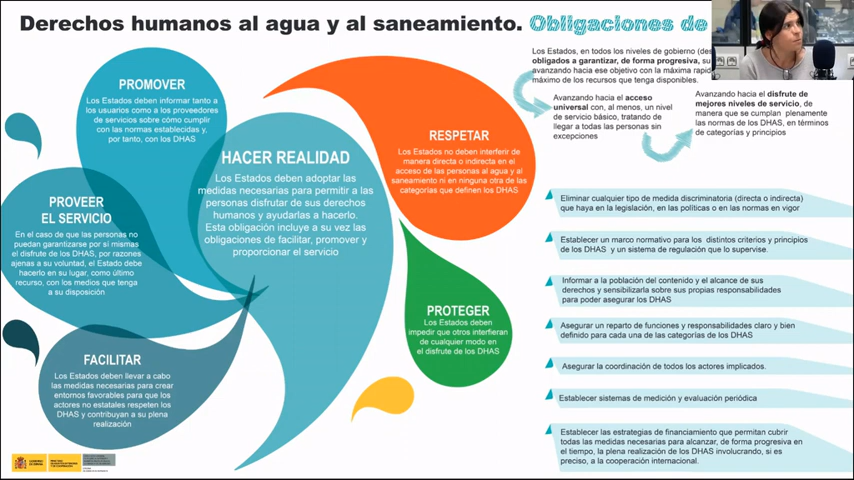 Derechos humanos al agua y al saneamiento. Obligaciones de
PROMOVER
Los Estados deben informar tanto a
los usuarios como a los proveedores
de servicios sobre cómo cumplir
con las normas establecidas y,
por tanto, con los DHAS
PROVEER
EL SERVICIO
En el caso de que las personas no
puedan garantizarse por sí mismas
el disfrute de los DHAS, por razones
ajenas a su voluntad, el Estado debe
hacerlo en su lugar, como último
recurso, con los medios que tenga
a su disposición
FACILITAR
Los Estados deben llevar a cabo
las medidas necesarias para crear
entornos favorables para que los
actores no estatales respeten los
DHAS y contribuyan a su plena
realización
HACER REALIDAD
Los Estados deben adoptar las
medidas necesarias para permitir a las
personas disfrutar de sus derechos
humanos y ayudarlas a hacerlo.
Esta obligación incluye a su vez las
obligaciones de facilitar, promover y
proporcionar el servicio
RESPETAR
Los Estados no deben interferir de
manera directa o indirecta en el
acceso de las personas al agua y al
saneamiento ni en ninguna otra de las
categorías que definen los DHAS
PROTEGER
Los Estados deben
impedir que otros interfieran
de cualquier modo en
el disfrute de los DHAS
Los Estados, en todos los niveles de gobierno (des
obligados a garantizar, de forma progresiva, su
avanzando hacia ese objetivo con la máxima rapid
máximo de los recursos que tenga disponibles.
Avanzando hacia el acceso
universal con, al menos, un nivel
de servicio básico, tratando de
llegar a todas las personas sin
excepciones
Avanzando hacia el disfrute de
mejores niveles de servicio, de
manera que se cumplan plenamente
las normas de los DHAS, en términos
de categorías y principios
Eliminar cualquier tipo de medida discriminatoria (directa o indirecta)
que haya en la legislación, en las políticas o en las normas en vigor
Establecer un marco normativo para los distintos criterios y principios
de los DHAS y un sistema de regulación que lo supervise.
Informar a la población del contenido y el alcance de sus
derechos y sensibilizarla sobre sus propias responsabilidades
para poder asegurar los DHAS
Asegurar un reparto de funciones y responsabilidades claro y bien
definido para cada una de las categorías de los DHAS
Asegurar la coordinación de todos los actores implicados.
Establecer sistemas de medición y evaluación periódica
Establecer las estrategias de financiamiento que permitan cubrir
todas las medidas necesarias para alcanzar, de forma progresiva en
el tiempo, la plena realización de los DHAS involucrando, si es
preciso, a la cooperación internacional.